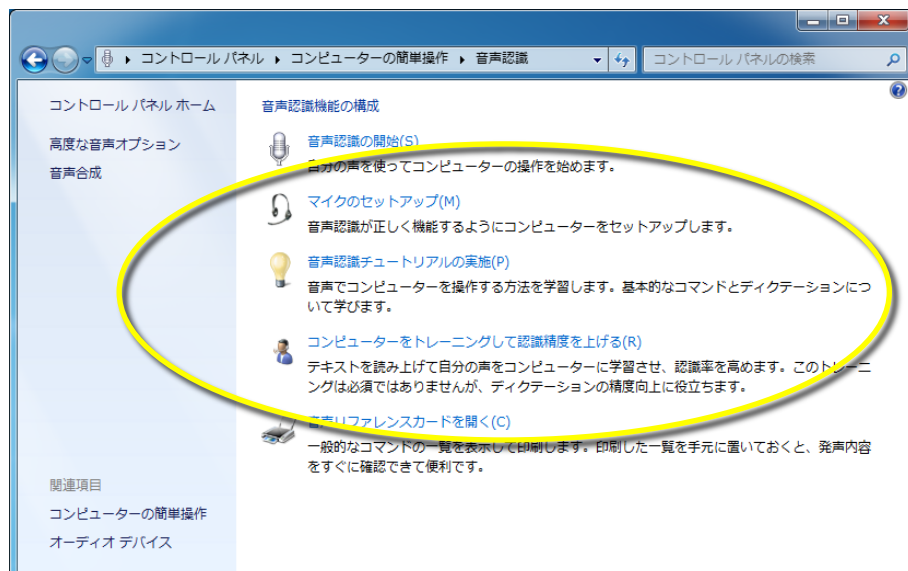 コントロール パネル ▸ コンピューターの簡単操作 ▸ 音声認識
コントロール パネルの検索
コントロール パネル ホーム
高度な音声オプション
音声合成
音声認識機能の構成
音声認識の開始(S)
自分の声を使ってコンピューターの操作を始めます。
マイクのセットアップ(M)
音声認識が正しく機能するようにコンピューターをセットアップします。
音声認識チュートリアルの実施(P)
音声でコンピューターを操作する方法を学習します。基本的なコマンドとディクテーションにつ
いて学びます。
コンピューターをトレーニングして認識精度を上げる(R)
テキストを読み上げて自分の声をコンピューターに学習させ、認識率を高めます。このトレーニ
ングは必須ではありませんが、ディクテーションの精度向上に役立ちます。
音声リファレンスカードを開く(C)
一般的なコマンドの一覧を表示して印刷します。印刷した一覧を手元に置いておくと、発声内容
をすぐに確認できて便利です。
関連項目
コンピューターの簡単操作
オーディオ デバイス